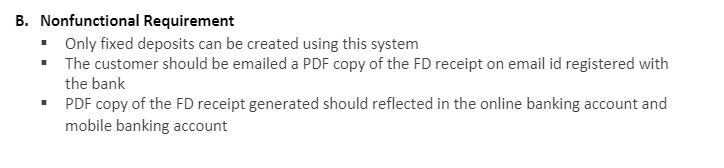 B. Nonfunctional Requirement
▪ Only fixed deposits can be created using this system
▪ The customer should be emailed a PDF copy of the FD receipt on email id registered with
the bank
▪ PDF copy of the FD receipt generated should reflected in the online banking account and
mobile banking account